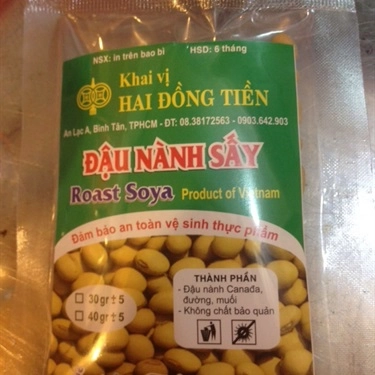 NSX: in trên bao bì HSD: 6 tháng
Khai vị
HAI ĐỒNG TIỀN
An Lạc A, Bình Tân, TPHCM - ĐT: 08.38172563 - 0903.642.903
ĐẬU NÀNH SẤY
Roast Soya Product of Vietnam
Đảm bảo an toàn vệ sinh thực phẩm
30gr ± 5
40gr ± 5
THÀNH PHẦN
- Đậu nành Canađa,
đường, muối
- Không chất bảo quản